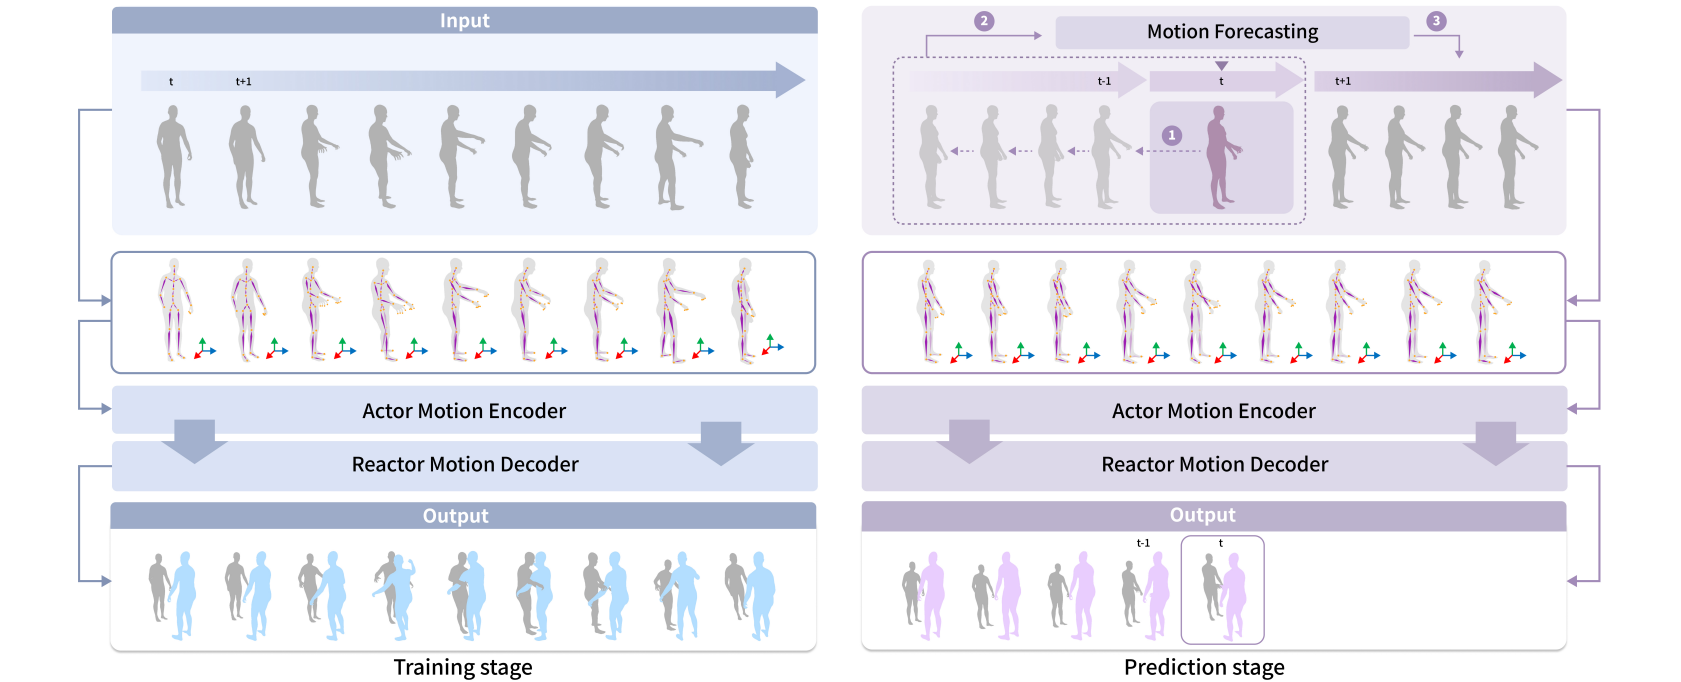 Input
t
t+1
Actor Motion Encoder
Reactor Motion Decoder
Output
Training stage
2
Motion Forecasting
3
t-1
t
t+1
1
Actor Motion Encoder
Reactor Motion Decoder
Output
t-1
t
Prediction stage